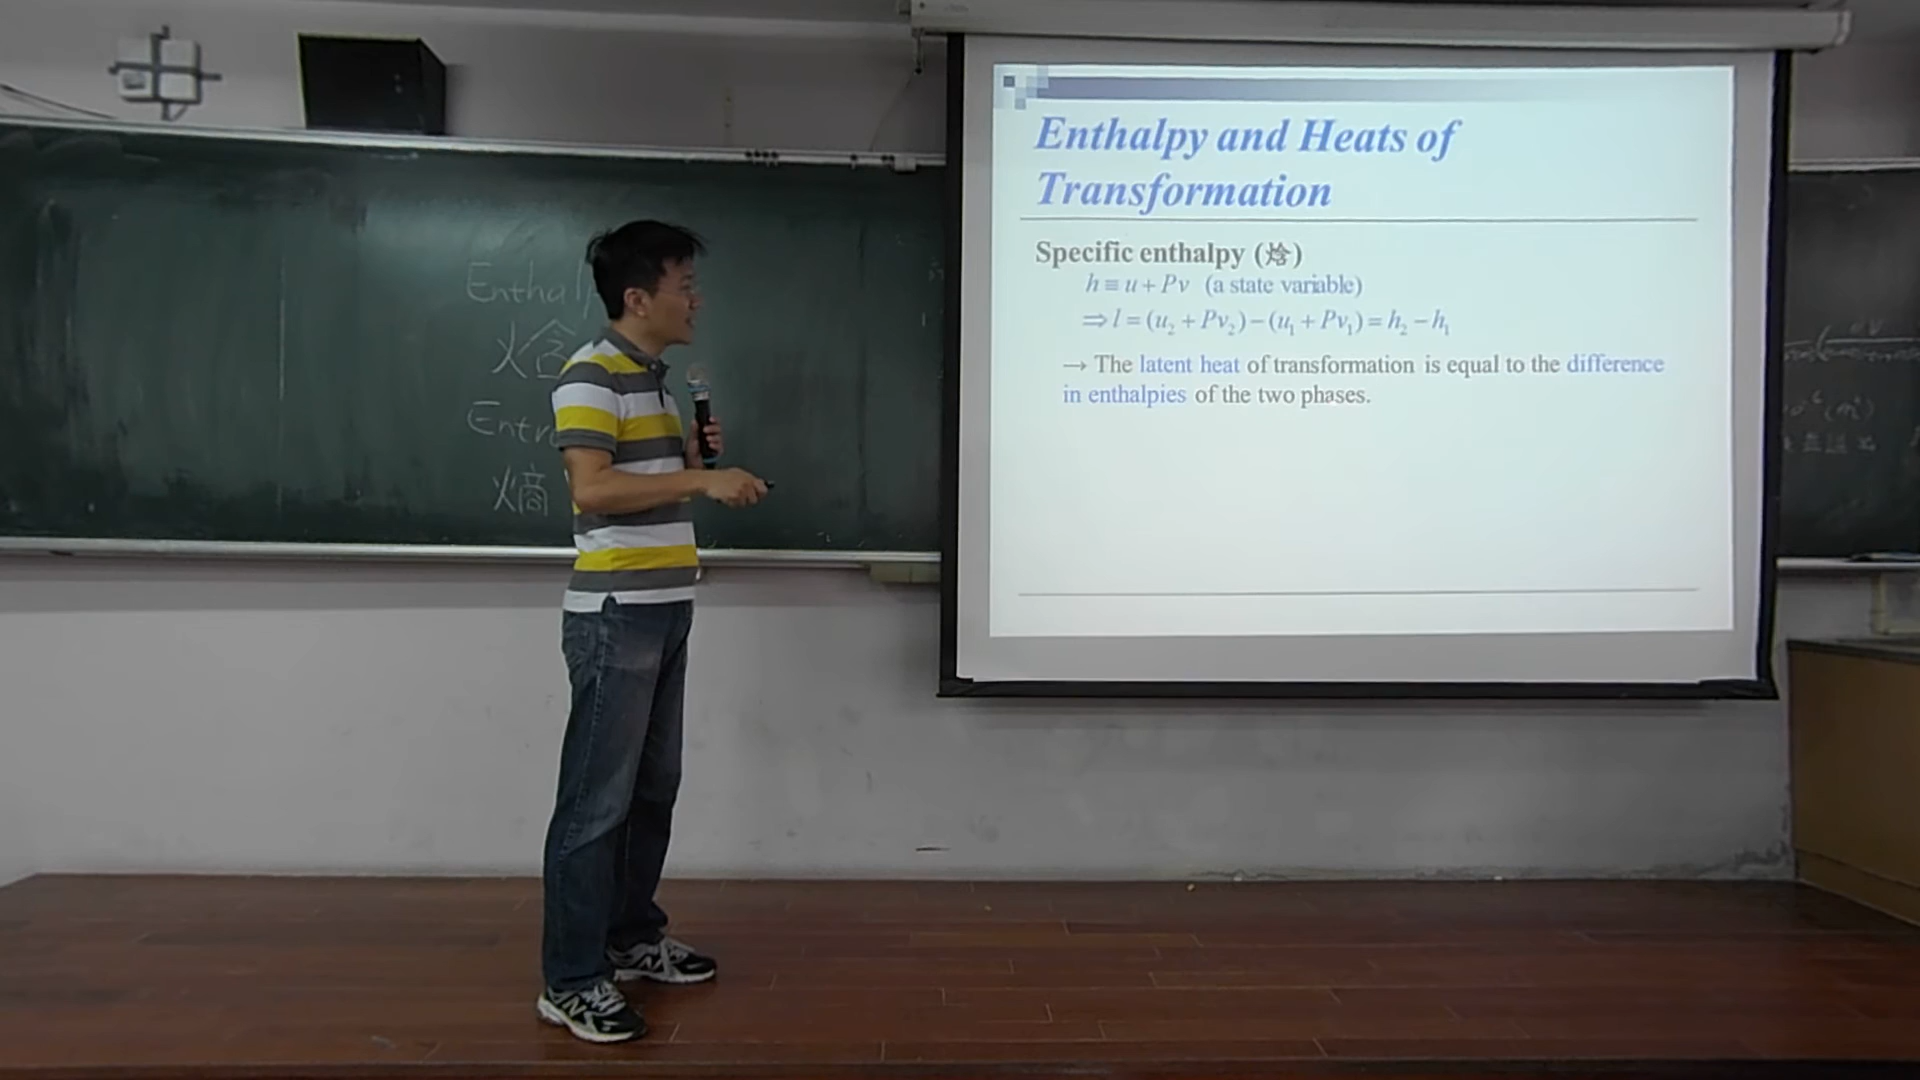 Enthalpy and Heats of
Transformation
Specific enthalpy (焓)
h ≡ u + Pv (a state variable)
⇒ l = (u₂ + Pv₂) − (u₁ + Pv₁) = h₂ − h₁
→ The latent heat of transformation is equal to the difference
in enthalpies of the two phases.
Enthal
焓
Entr
熵
N